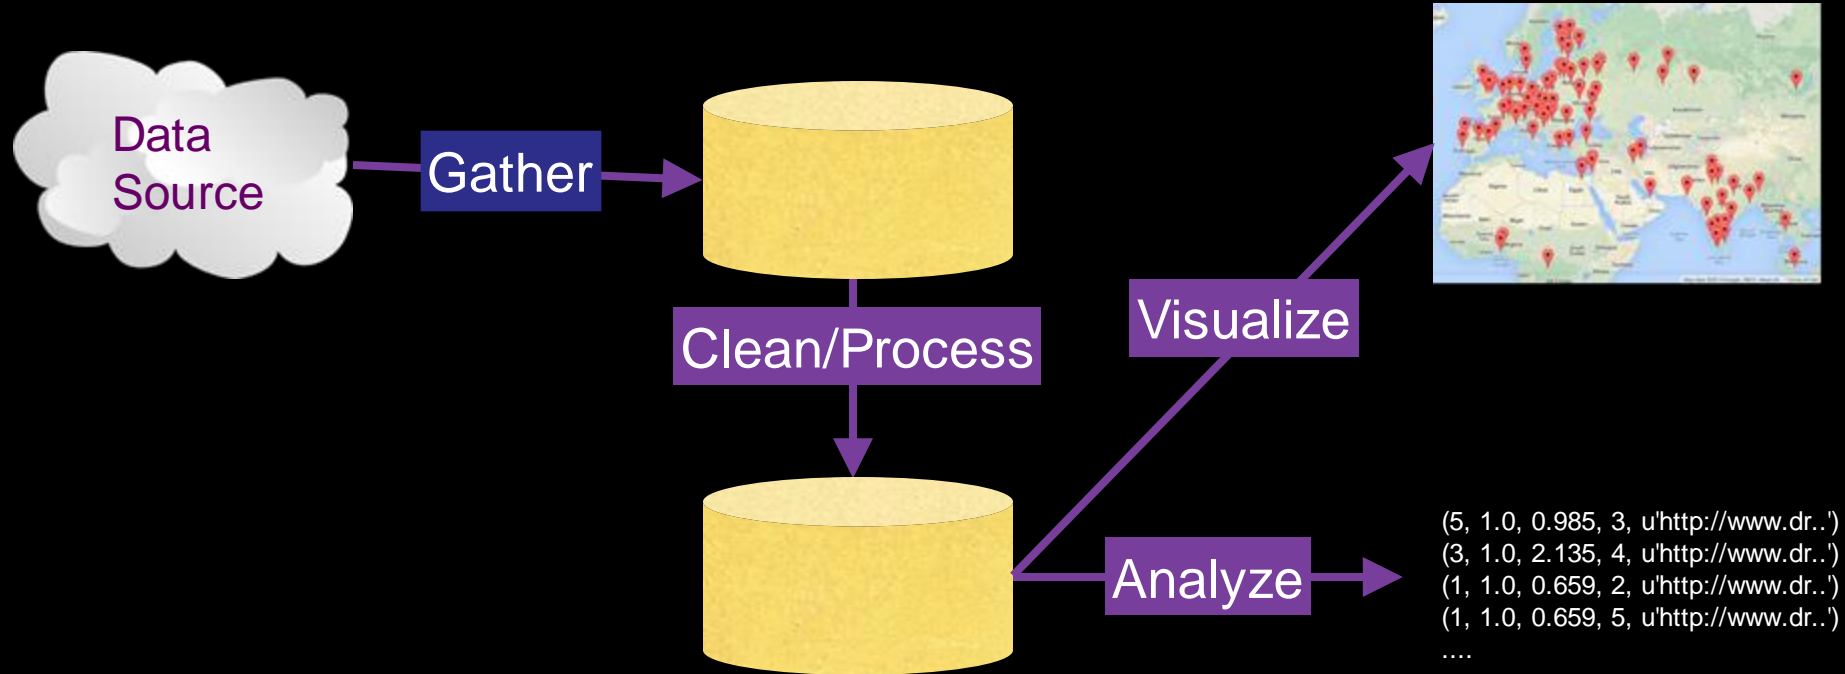 Data
Source
Gather
Clean/Process
Visualize
Analyze
(5, 1.0, 0.985, 3, u'http://www.dr..')
(3, 1.0, 2.135, 4, u'http://www.dr..')
(1, 1.0, 0.659, 2, u'http://www.dr..')
(1, 1.0, 0.659, 5, u'http://www.dr..')
....